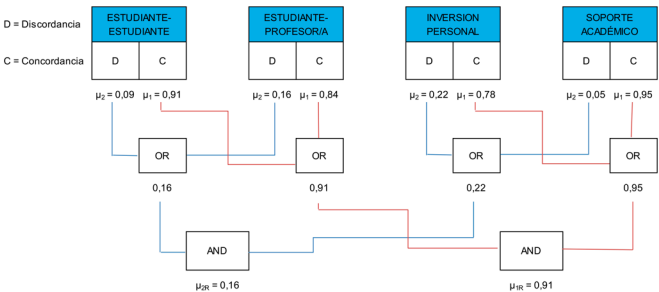 D = Discordancia
C = Concordancia
ESTUDIANTE-
ESTUDIANTE
ESTUDIANTE-
PROFESOR/A
INVERSION
PERSONAL
SOPORTE
ACADÉMICO
D C D C D C D C
μ2 = 0,09 μ1 = 0,91 μ2 = 0,16 μ1 = 0,84 μ2 = 0,22 μ1 = 0,78 μ2 = 0,05 μ1 = 0,95
OR OR OR OR
0,16 0,91 0,22 0,95
AND AND
μ2R = 0,16 μ1R = 0,91